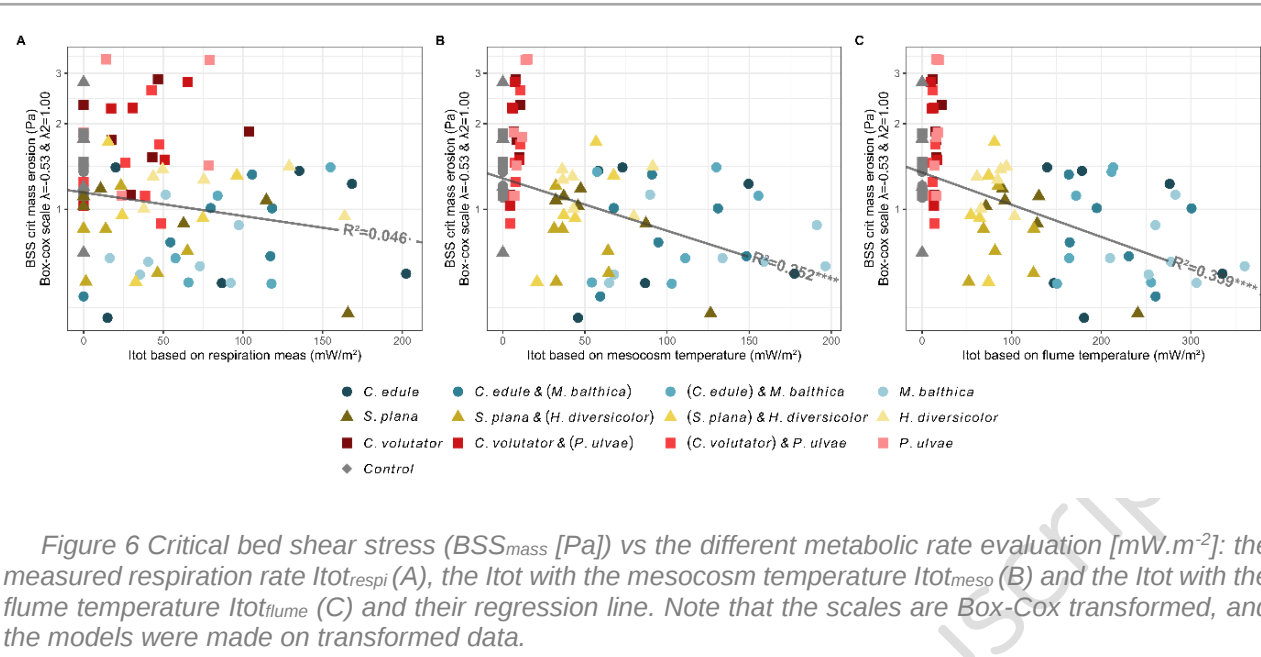 A
B
C
BSS crit mass erosion (Pa)
Box-cox scale λ=-0.53 & λ2=1.00
3
2
1
R²=0.046
0
50
100
150
200
Itot based on respiration meas (mW/m²)
BSS crit mass erosion (Pa)
Box-cox scale λ=-0.53 & λ2=1.00
3
2
1
R²=0.252****
0
50
100
150
200
Itot based on mesocosm temperature (mW/m²)
BSS crit mass erosion (Pa)
Box-cox scale λ=-0.53 & λ2=1.00
3
2
1
R²=0.359****
0
100
200
300
Itot based on flume temperature (mW/m²)
C. edule C. edule & (M. balthica) (C. edule) & M. balthica M. balthica
S. plana S. plana & (H. diversicolor) (S. plana) & H. diversicolor H. diversicolor
C. volutator C. volutator & (P. ulvae) (C. volutator) & P. ulvae P. ulvae
Control
Figure 6 Critical bed shear stress (BSSmass [Pa]) vs the different metabolic rate evaluation [mW.m-2]: the
measured respiration rate Itotrespi (A), the Itot with the mesocosm temperature Itotmeso (B) and the Itot with the
flume temperature Itotflume (C) and their regression line. Note that the scales are Box-Cox transformed, and
the models were made on transformed data.